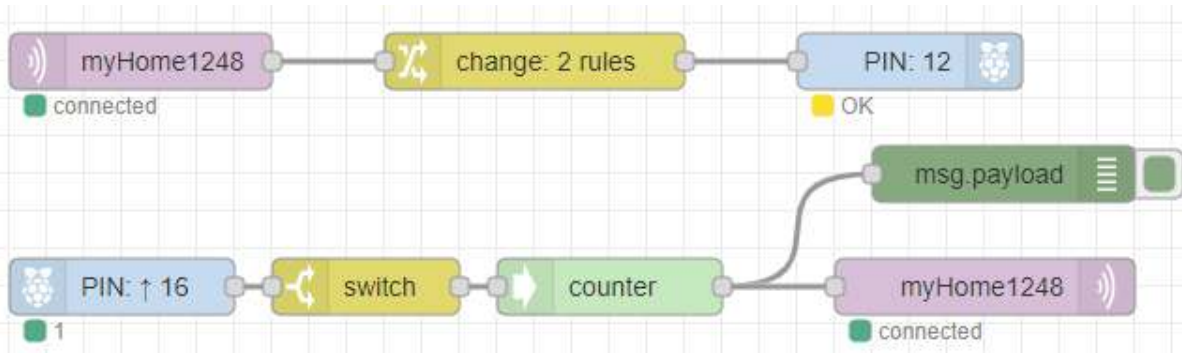 myHome1248
change: 2 rules
PIN: 12
connected
OK
msg.payload
PIN: ↑ 16
switch
counter
myHome1248
1
connected